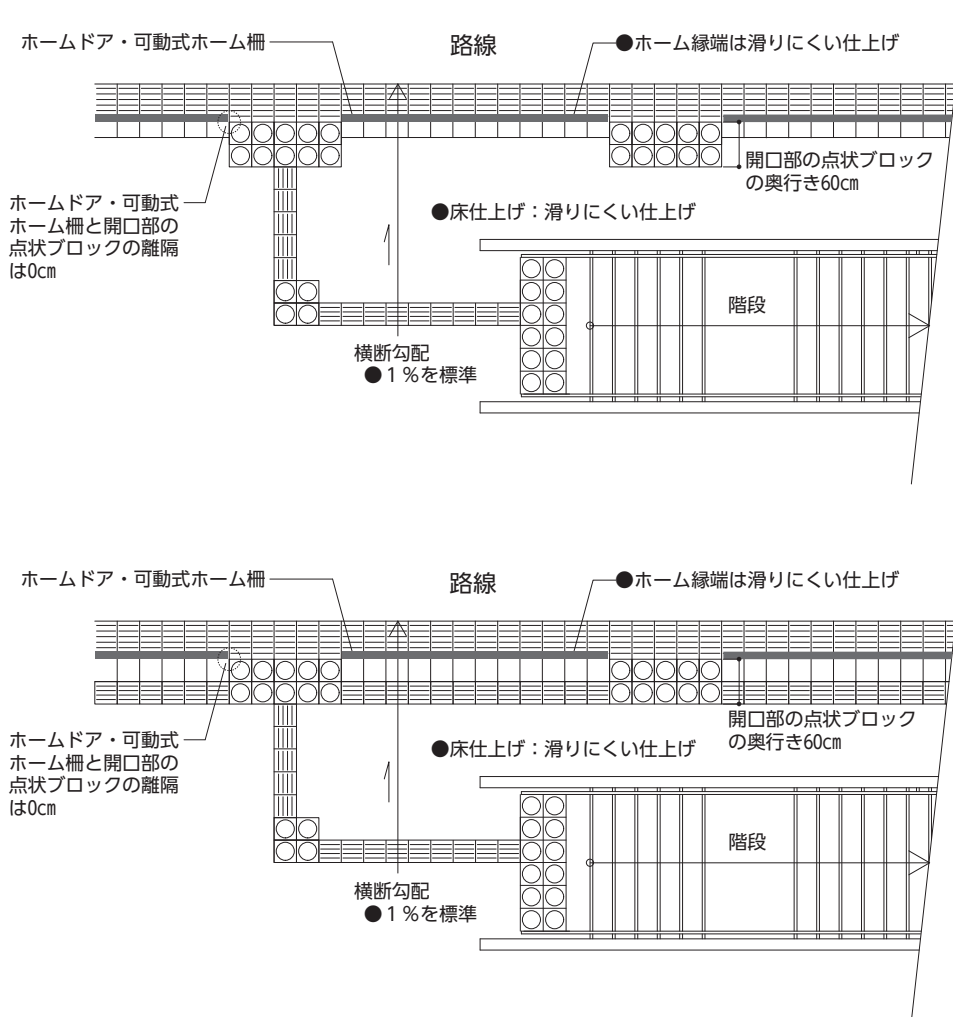 ホームドア・可動式ホーム柵
路線
●ホーム縁端は滑りにくい仕上げ
開口部の点状ブロック
の奥行き60㎝
ホームドア・可動式
ホーム柵と開口部の
点状ブロックの離隔
は0㎝
●床仕上げ：滑りにくい仕上げ
階段
横断勾配
●１％を標準
ホームドア・可動式ホーム柵
路線
●ホーム縁端は滑りにくい仕上げ
開口部の点状ブロック
の奥行き60㎝
ホームドア・可動式
ホーム柵と開口部の
点状ブロックの離隔
は0㎝
●床仕上げ：滑りにくい仕上げ
階段
横断勾配
●１％を標準